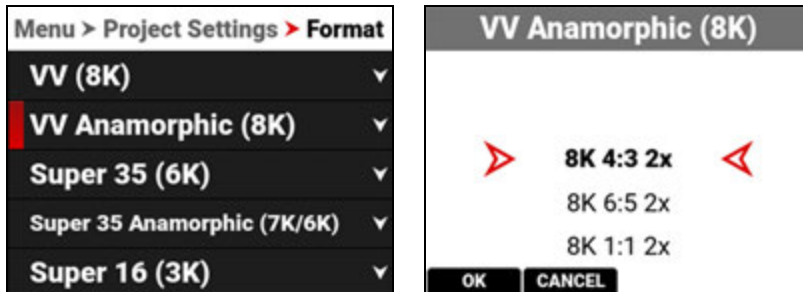 Menu > Project Settings > Format
VV (8K)
VV Anamorphic (8K)
Super 35 (6K)
Super 35 Anamorphic (7K/6K)
Super 16 (3K)
VV Anamorphic (8K)
8K 4:3 2x
8K 6:5 2x
8K 1:1 2x
OK CANCEL